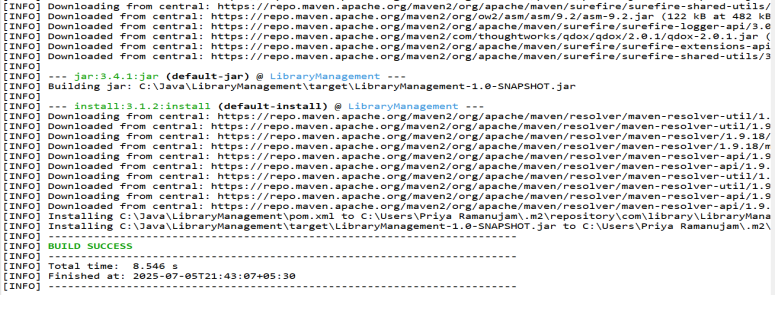 [INFO] Downloading from central: https://repo.maven.apache.org/maven2/org/apache/maven/surefire/surefire-shared-utils/
[INFO] Downloaded from central: https://repo.maven.apache.org/maven2/org/ow2/asm/asm/9.2/asm-9.2.jar (122 kB at 482 kB
[INFO] Downloaded from central: https://repo.maven.apache.org/maven2/org/apache/maven/surefire/surefire-logger-api/3.0
[INFO] Downloaded from central: https://repo.maven.apache.org/maven2/com/thoughtworks/qdox/qdox/2.0.1/qdox-2.0.1.jar (
[INFO] Downloaded from central: https://repo.maven.apache.org/maven2/org/apache/maven/surefire/surefire-extensions-api
[INFO] Downloaded from central: https://repo.maven.apache.org/maven2/org/apache/maven/surefire/surefire-shared-utils/3
[INFO]
[INFO] --- jar:3.4.1:jar (default-jar) @ LibraryManagement ---
[INFO] Building jar: C:\Java\LibraryManagement\target\LibraryManagement-1.0-SNAPSHOT.jar
[INFO]
[INFO] --- install:3.1.2:install (default-install) @ LibraryManagement ---
[INFO] Downloading from central: https://repo.maven.apache.org/maven2/org/apache/maven/resolver/maven-resolver-util/1.
[INFO] Downloaded from central: https://repo.maven.apache.org/maven2/org/apache/maven/resolver/maven-resolver-util/1.9
[INFO] Downloading from central: https://repo.maven.apache.org/maven2/org/apache/maven/resolver/maven-resolver/1.9.18/
[INFO] Downloaded from central: https://repo.maven.apache.org/maven2/org/apache/maven/resolver/maven-resolver/1.9.18/m
[INFO] Downloading from central: https://repo.maven.apache.org/maven2/org/apache/maven/resolver/maven-resolver-api/1.9
[INFO] Downloaded from central: https://repo.maven.apache.org/maven2/org/apache/maven/resolver/maven-resolver-api/1.9.
[INFO] Downloading from central: https://repo.maven.apache.org/maven2/org/apache/maven/resolver/maven-resolver-util/1.
[INFO] Downloaded from central: https://repo.maven.apache.org/maven2/org/apache/maven/resolver/maven-resolver-util/1.9
[INFO] Downloading from central: https://repo.maven.apache.org/maven2/org/apache/maven/resolver/maven-resolver-api/1.9
[INFO] Downloaded from central: https://repo.maven.apache.org/maven2/org/apache/maven/resolver/maven-resolver-api/1.9.
[INFO] Installing C:\Java\LibraryManagement\pom.xml to C:\Users\Priya Ramanujam\.m2\repository\com\library\LibraryMana
[INFO] Installing C:\Java\LibraryManagement\target\LibraryManagement-1.0-SNAPSHOT.jar to C:\Users\Priya Ramanujam\.m2\
[INFO] ------------------------------------------------------------------------
[INFO] BUILD SUCCESS
[INFO] ------------------------------------------------------------------------
[INFO] Total time:  8.546 s
[INFO] Finished at: 2025-07-05T21:43:07+05:30
[INFO] ------------------------------------------------------------------------